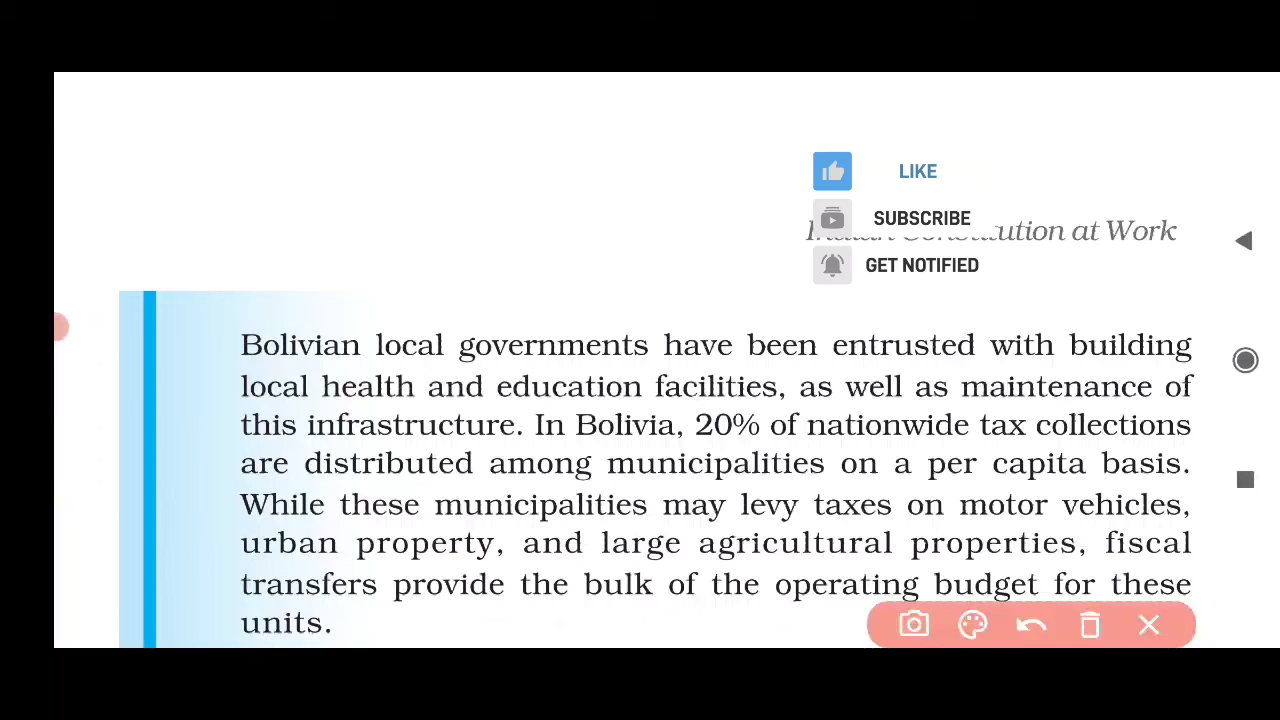 LIKE
SUBSCRIBE
ution at Work
GET NOTIFIED
Bolivian local governments have been entrusted with building
local health and education facilities, as well as maintenance of
this infrastructure. In Bolivia, 20% of nationwide tax collections
are distributed among municipalities on a per capita basis.
While these municipalities may levy taxes on motor vehicles,
urban property, and large agricultural properties, fiscal
transfers provide the bulk of the operating budget for these
units.